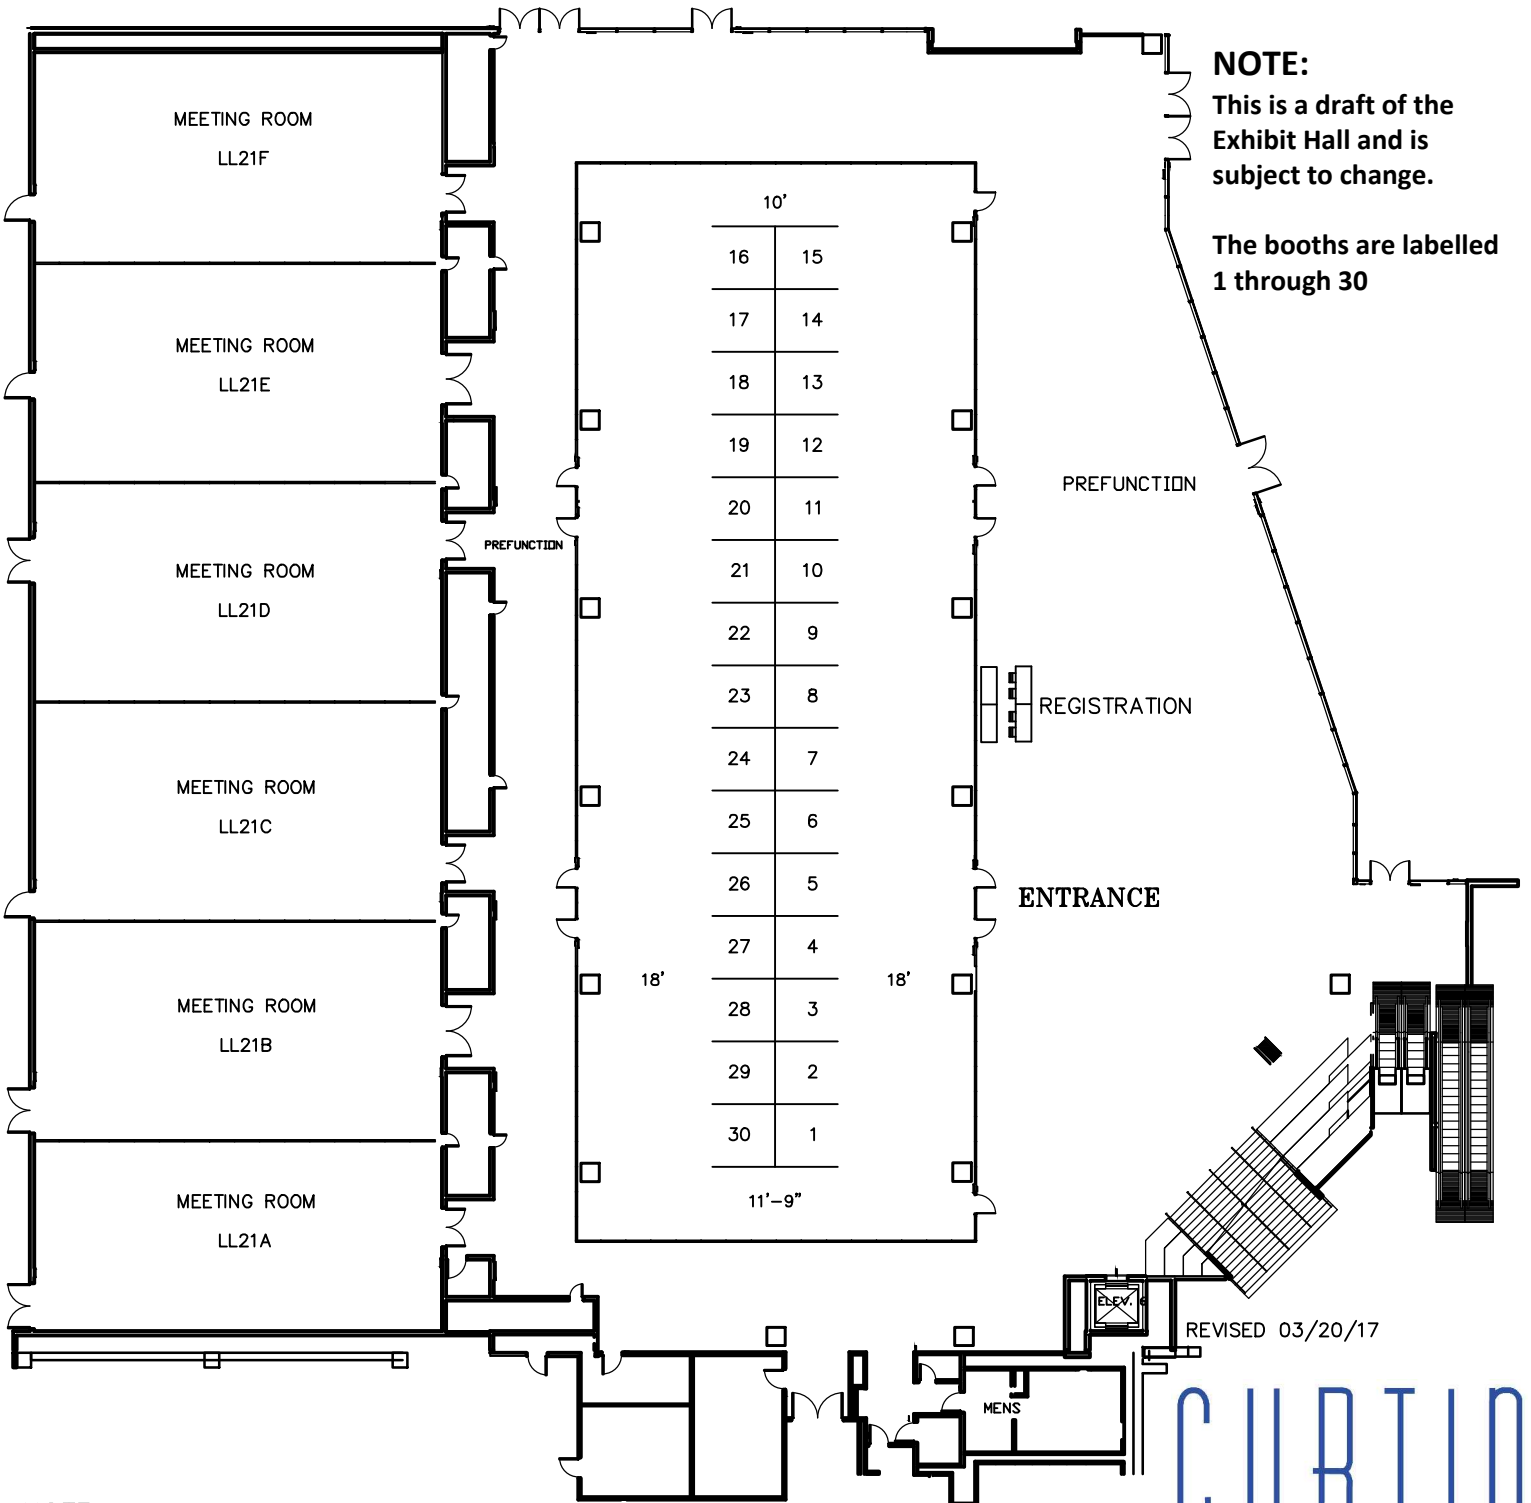 NOTE:
This is a draft of the
Exhibit Hall and is
subject to change.
The booths are labelled
1 through 30
MEETING ROOM
LL21F
MEETING ROOM
LL21E
MEETING ROOM
LL21D
MEETING ROOM
LL21C
MEETING ROOM
LL21B
MEETING ROOM
LL21A
PREFUNCTION
10'
16 15
17 14
18 13
19 12
20 11
21 10
22 9
23 8
24 7
25 6
26 5
27 4
28 3
29 2
30 1
18'
18'
11'-9"
PREFUNCTION
REGISTRATION
ENTRANCE
ELEV. 6
REVISED 03/20/17
MENS
CURTIN